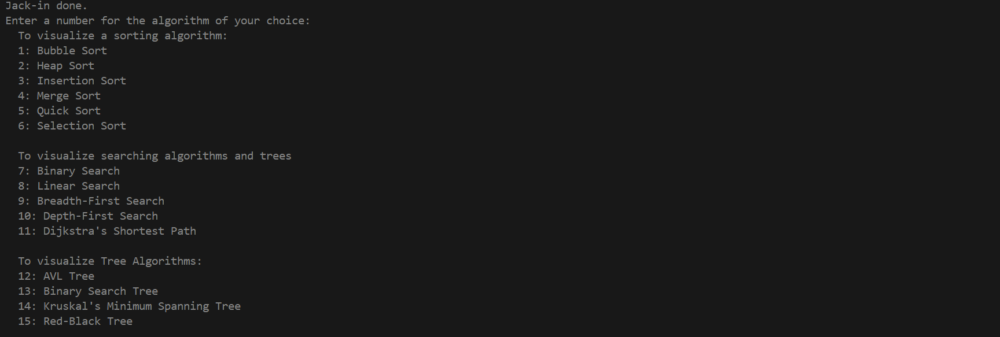 Jack-in done.
Enter a number for the algorithm of your choice:
To visualize a sorting algorithm:
1: Bubble Sort
2: Heap Sort
3: Insertion Sort
4: Merge Sort
5: Quick Sort
6: Selection Sort
To visualize searching algorithms and trees
7: Binary Search
8: Linear Search
9: Breadth-First Search
10: Depth-First Search
11: Dijkstra's Shortest Path
To visualize Tree Algorithms:
12: AVL Tree
13: Binary Search Tree
14: Kruskal's Minimum Spanning Tree
15: Red-Black Tree